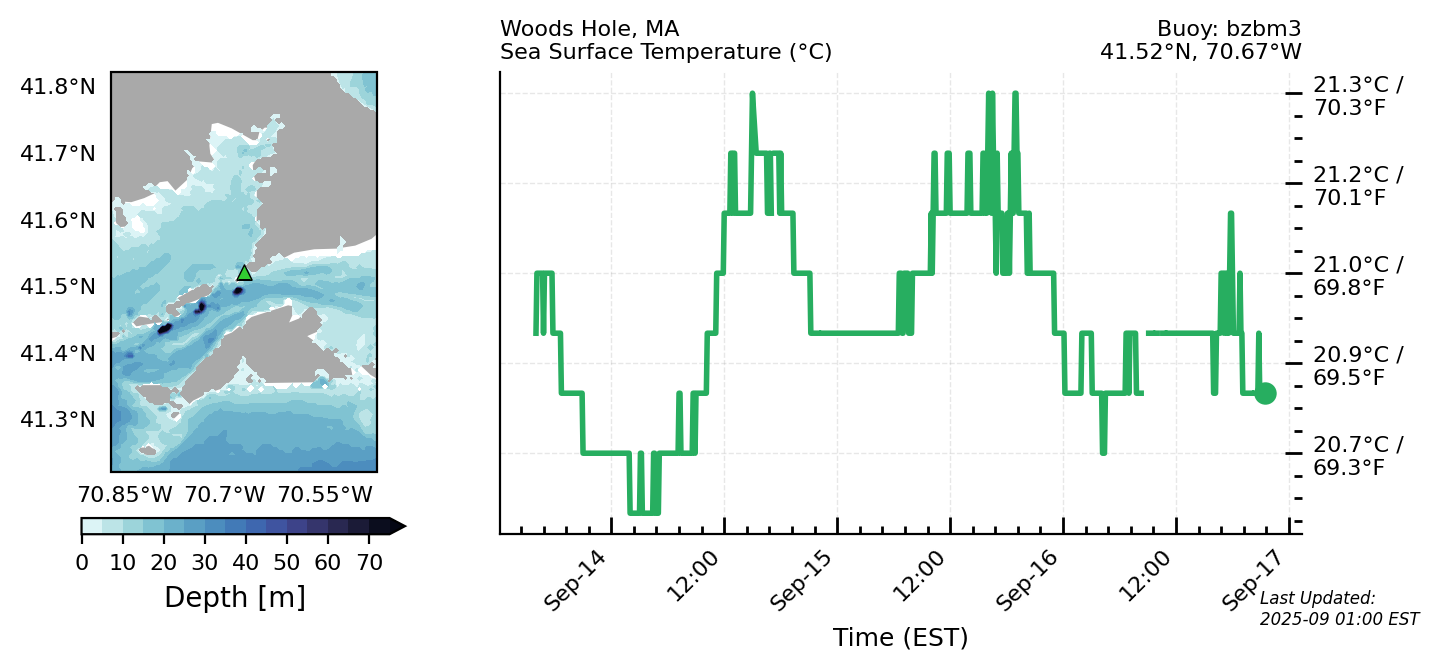 Woods Hole, MA
Sea Surface Temperature (°C)
Buoy: bzbm3
41.52°N, 70.67°W
41.8°N
41.7°N
41.6°N
41.5°N
41.4°N
41.3°N
70.85°W 70.7°W 70.55°W
0 10 20 30 40 50 60 70
Depth [m]
21.3°C /
70.3°F
21.2°C /
70.1°F
21.0°C /
69.8°F
20.9°C /
69.5°F
20.7°C /
69.3°F
Sep-14
12:00
Sep-15
12:00
Sep-16
12:00
Sep-17
Time (EST)
Last Updated:
2025-09 01:00 EST